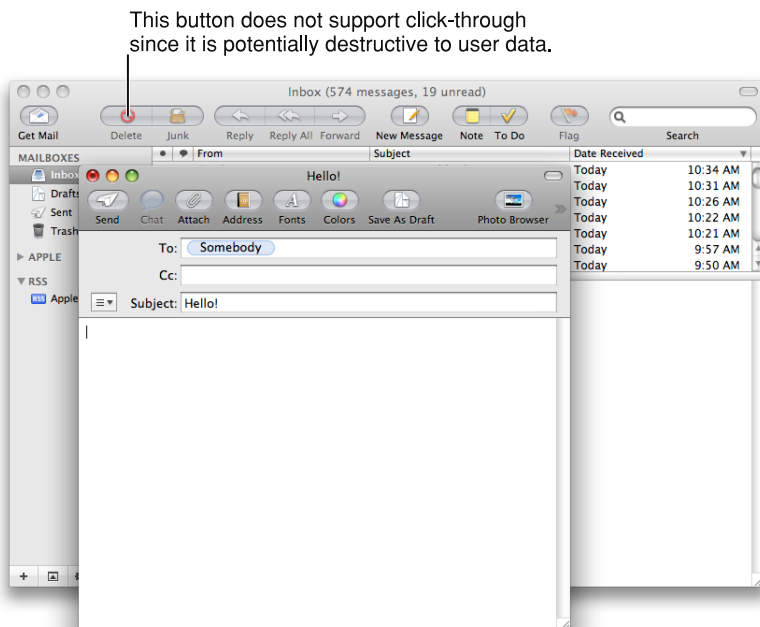 This button does not support click-through
since it is potentially destructive to user data.
Inbox (574 messages, 19 unread)
Get Mail Delete Junk Reply Reply All Forward New Message Note To Do Flag Search
MAILBOXES From Subject Date Received
Inbox
Drafts
Sent
Trash
APPLE
RSS
RSS Apple
Today 10:34 AM
Today 10:31 AM
Today 10:26 AM
Today 10:22 AM
Today 10:21 AM
Today 9:57 AM
Today 9:50 AM
Hello!
Send Chat Attach Address Fonts Colors Save As Draft Photo Browser
To: Somebody
Cc:
Subject: Hello!